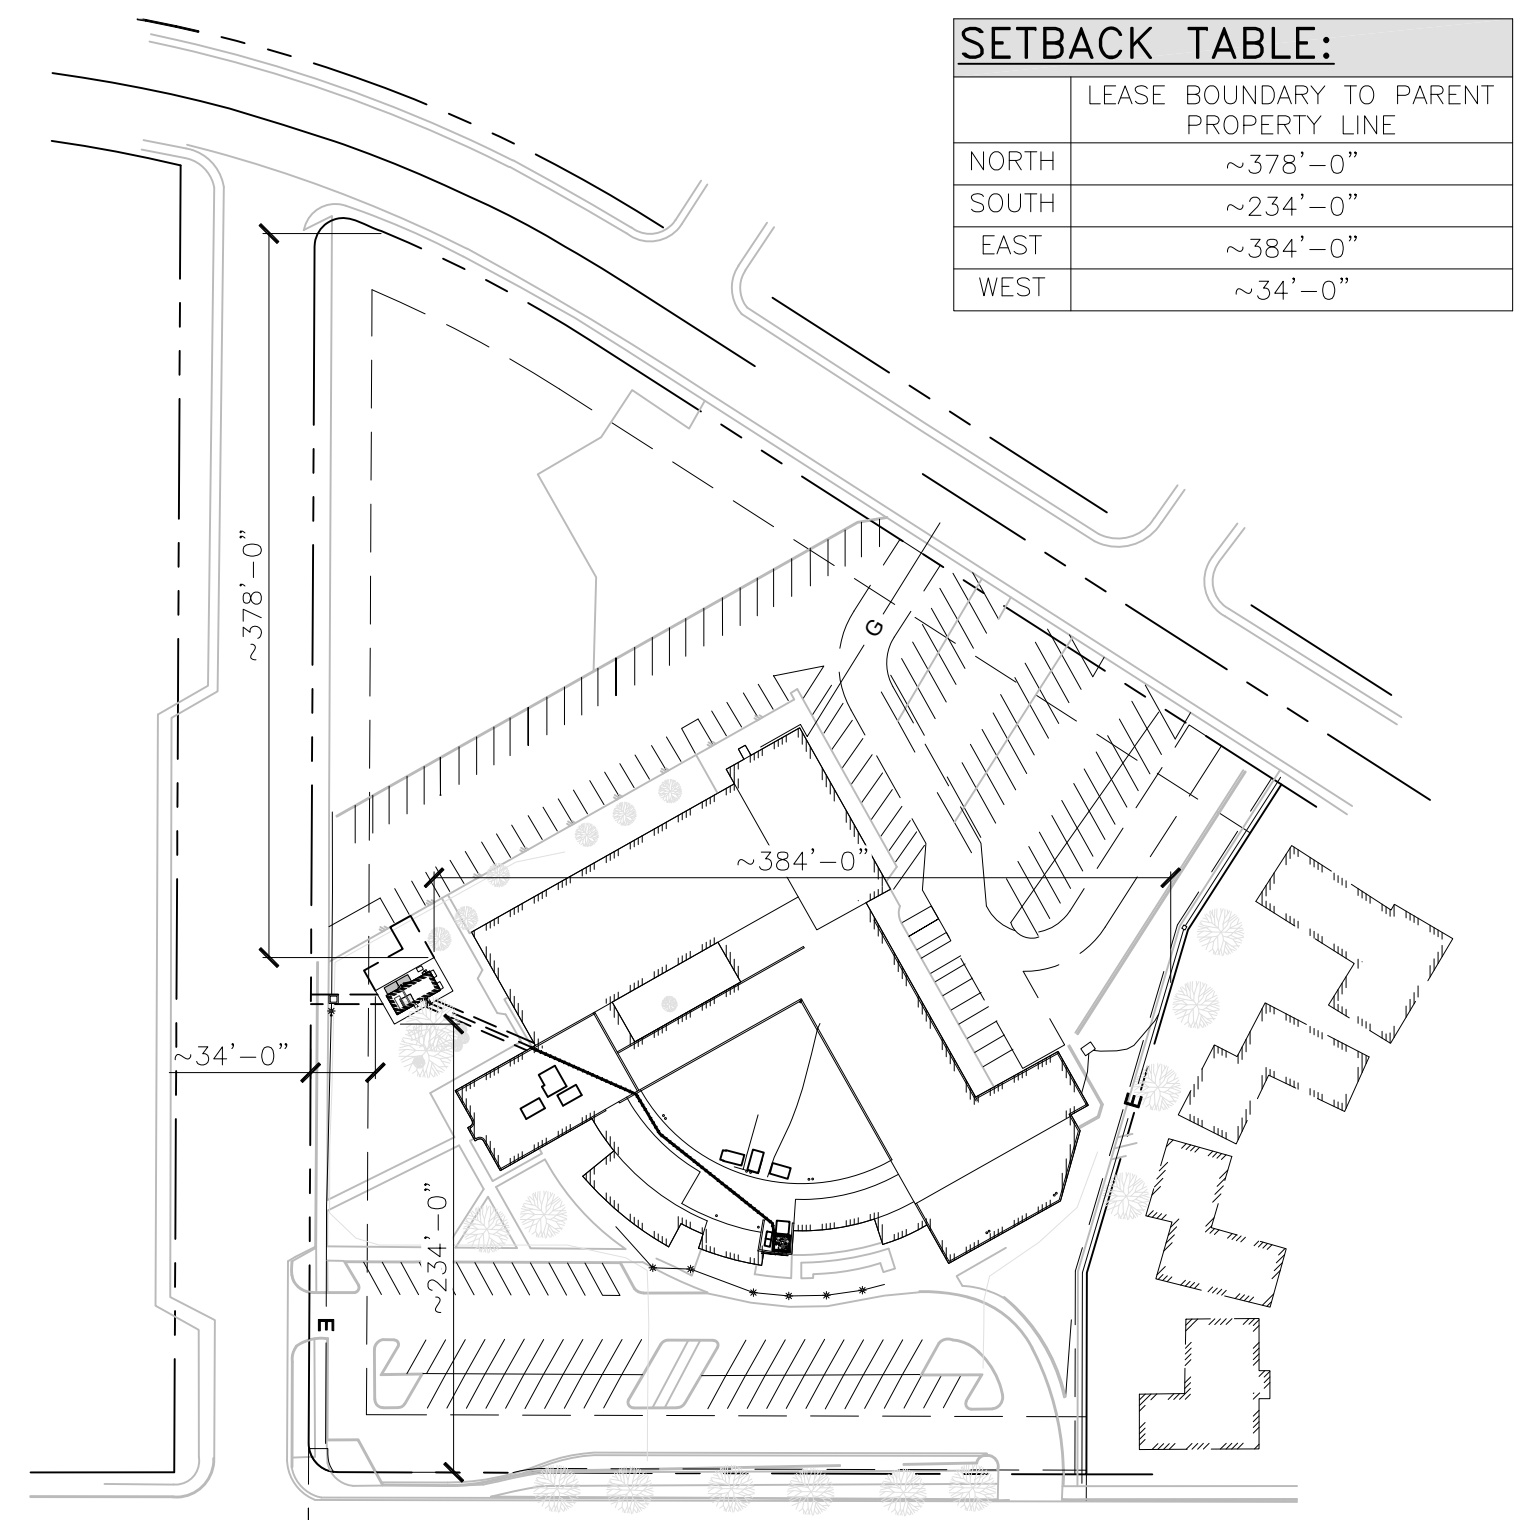 SETBACK TABLE:
LEASE BOUNDARY TO PARENT
PROPERTY LINE
NORTH ~378'-0"
SOUTH ~234'-0"
EAST ~384'-0"
WEST ~34'-0"
~378'-0"
G
~384'-0"
~34'-0"
E
~234'-0"
E